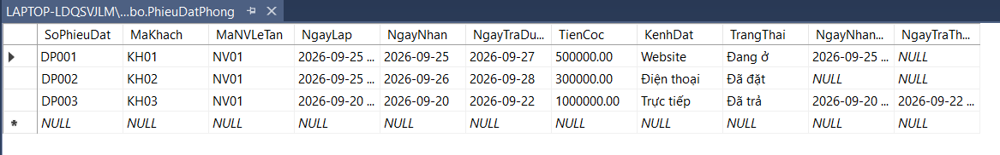 LAPTOP-LDQSVJLM\...bo.PhieuDatPhong
SoPhieuDat MaKhach MaNVLeTan NgayLap NgayNhan NgayTraDu... TienCoc KenhDat TrangThai NgayNhan... NgayTraTh...
DP001 KH01 NV01 2026-09-25 ... 2026-09-25 2026-09-27 500000.00 Website Đang ở 2026-09-25 ... NULL
DP002 KH02 NV01 2026-09-25 ... 2026-09-26 2026-09-28 300000.00 Điện thoại Đã đặt NULL NULL
DP003 KH03 NV01 2026-09-20 ... 2026-09-20 2026-09-22 1000000.00 Trực tiếp Đã trả 2026-09-20 ... 2026-09-22 ...
NULL NULL NULL NULL NULL NULL NULL NULL NULL NULL NULL